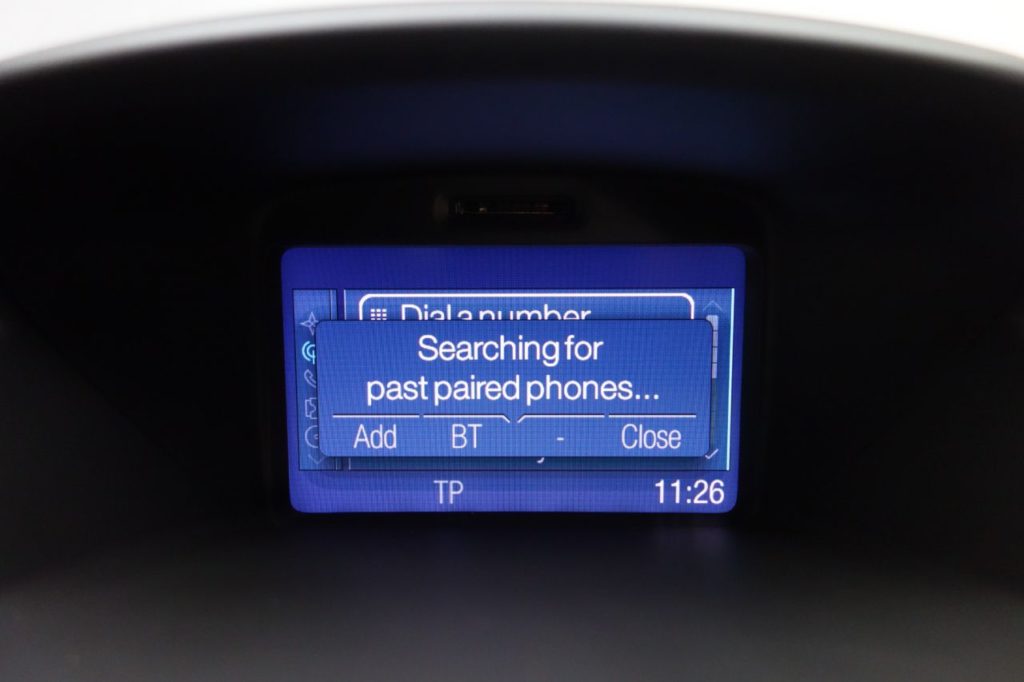 Dial a number
Searching for
past paired phones...
Add BT - Close
TP 11:26